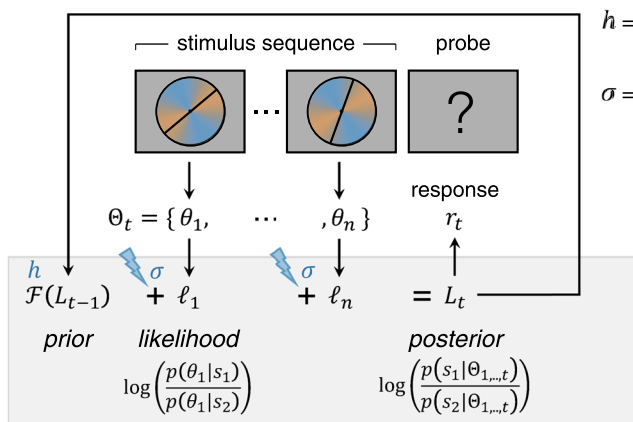 h =
stimulus sequence probe
σ =
... ?
response
Θ_t = { θ_1, ... , θ_n } r_t
h σ σ
ℱ(L_{t−1}) + ℓ_1 + ℓ_n = L_t
prior likelihood posterior
log(p(θ_1|s_1) / p(θ_1|s_2)) log(p(s_1|Θ_{1,..,t}) / p(s_2|Θ_{1,..,t}))